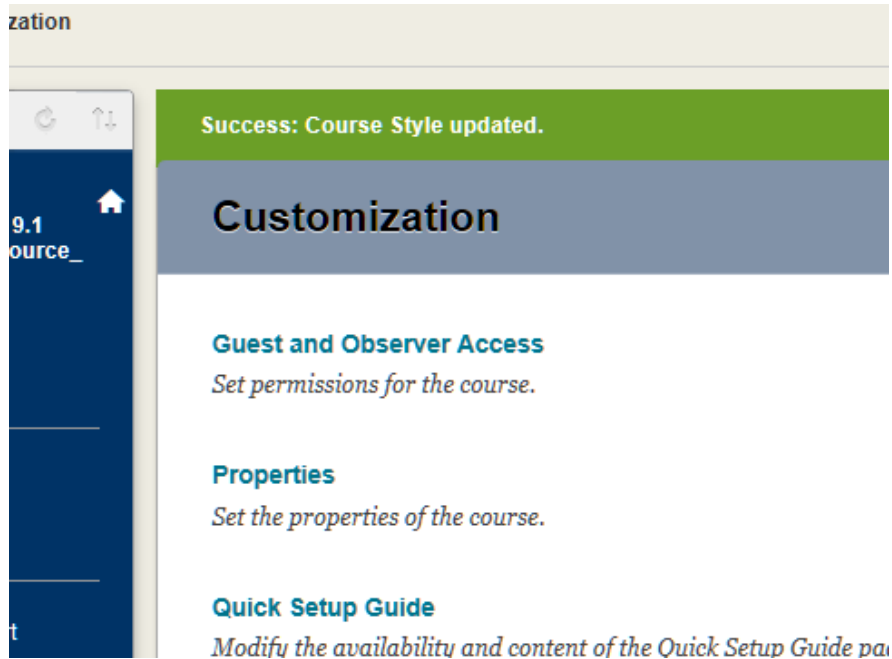 zation
Success: Course Style updated.
9.1
ource_
Customization
Guest and Observer Access
Set permissions for the course.
Properties
Set the properties of the course.
Quick Setup Guide
t
Modify the availability and content of the Quick Setup Guide pa